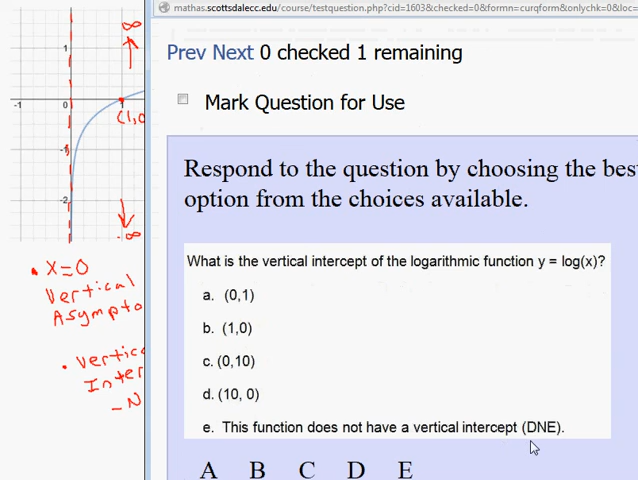 mathas.scottsdalecc.edu/course/testquestion.php?cid=1603&checked=0&formn=curqform&onlychk=0&loc=
Prev Next 0 checked 1 remaining
Mark Question for Use
Respond to the question by choosing the bes
option from the choices available.
What is the vertical intercept of the logarithmic function y = log(x)?
a. (0,1)
b. (1,0)
c. (0,10)
d. (10, 0)
e. This function does not have a vertical intercept (DNE).
A B C D E
∞
1
-1 0 1
(1,0
-1
-2
-∞
• X=0
Vertical
Asympto
• Vertic
Inter
-N